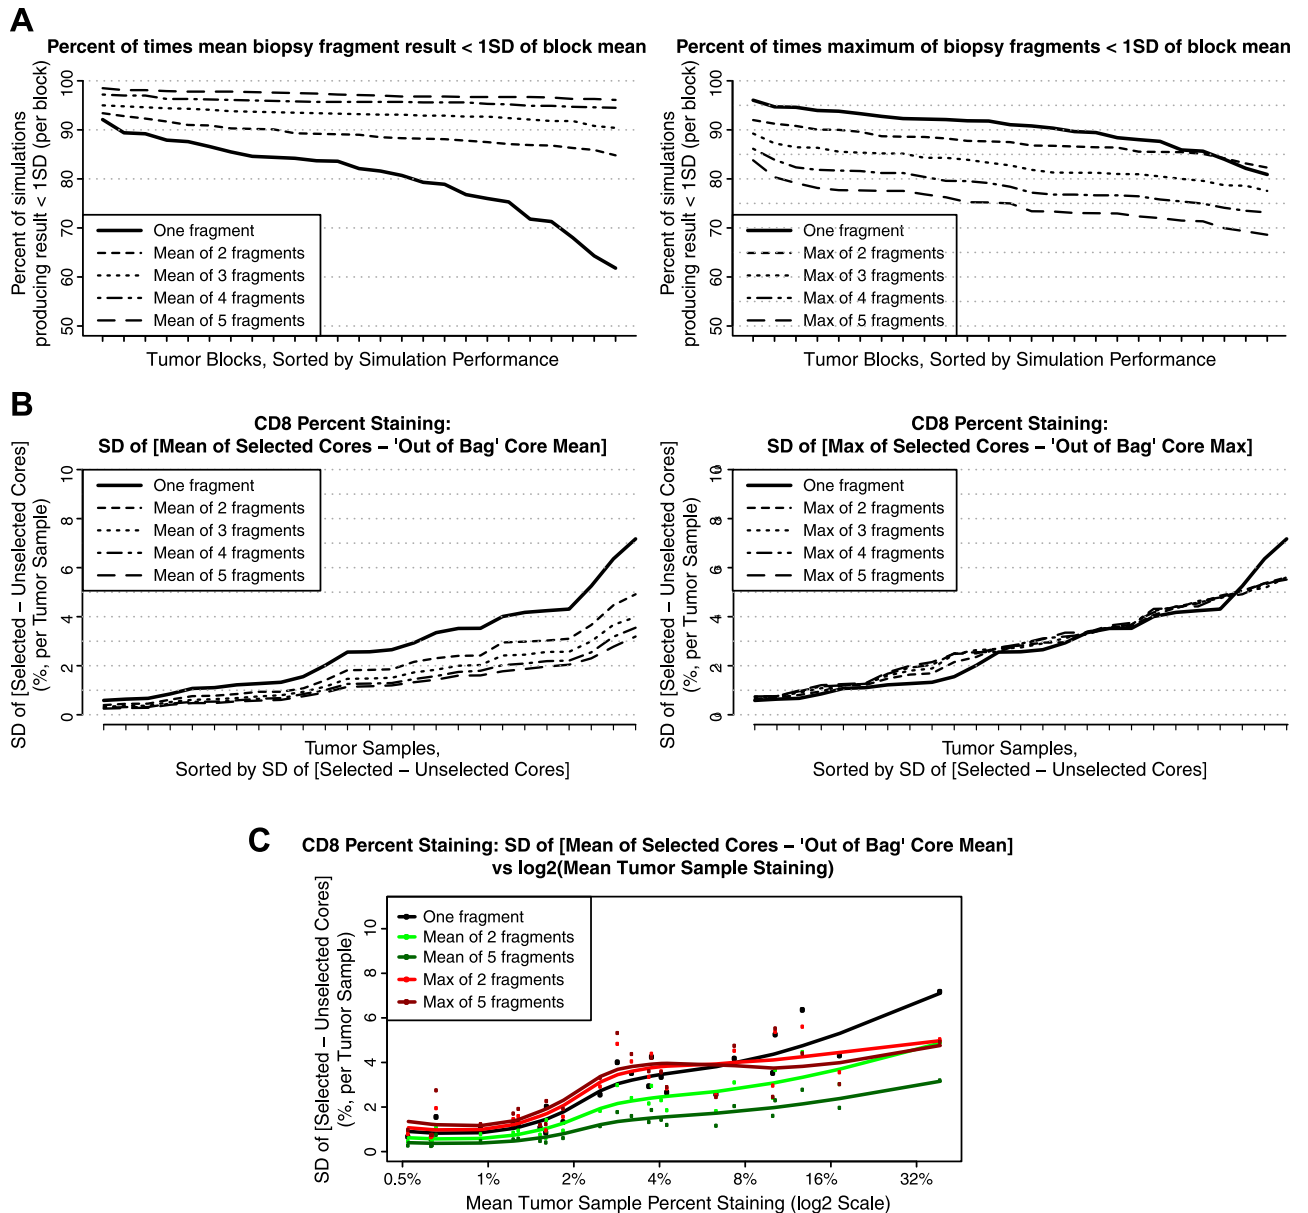 A
Percent of times mean biopsy fragment result < 1SD of block mean
Percent of simulations
producing result < 1SD (per block)
100
90
80
70
60
50
One fragment
Mean of 2 fragments
Mean of 3 fragments
Mean of 4 fragments
Mean of 5 fragments
Tumor Blocks, Sorted by Simulation Performance
Percent of times maximum of biopsy fragments < 1SD of block mean
Percent of simulations
producing result < 1SD (per block)
100
90
80
70
60
50
One fragment
Max of 2 fragments
Max of 3 fragments
Max of 4 fragments
Max of 5 fragments
Tumor Blocks, Sorted by Simulation Performance
B
CD8 Percent Staining:
SD of [Mean of Selected Cores – 'Out of Bag' Core Mean]
SD of [Selected – Unselected Cores]
(%, per Tumor Sample)
10
8
6
4
2
0
One fragment
Mean of 2 fragments
Mean of 3 fragments
Mean of 4 fragments
Mean of 5 fragments
Tumor Samples,
Sorted by SD of [Selected – Unselected Cores]
CD8 Percent Staining:
SD of [Max of Selected Cores – 'Out of Bag' Core Max]
SD of [Selected – Unselected Cores]
(%, per Tumor Sample)
10
8
6
4
2
0
One fragment
Max of 2 fragments
Max of 3 fragments
Max of 4 fragments
Max of 5 fragments
Tumor Samples,
Sorted by SD of [Selected – Unselected Cores]
C
CD8 Percent Staining: SD of [Mean of Selected Cores – 'Out of Bag' Core Mean]
vs log2(Mean Tumor Sample Staining)
SD of [Selected – Unselected Cores]
(%, per Tumor Sample)
10
8
6
4
2
0
One fragment
Mean of 2 fragments
Mean of 5 fragments
Max of 2 fragments
Max of 5 fragments
0.5% 1% 2% 4% 8% 16% 32%
Mean Tumor Sample Percent Staining (log2 Scale)